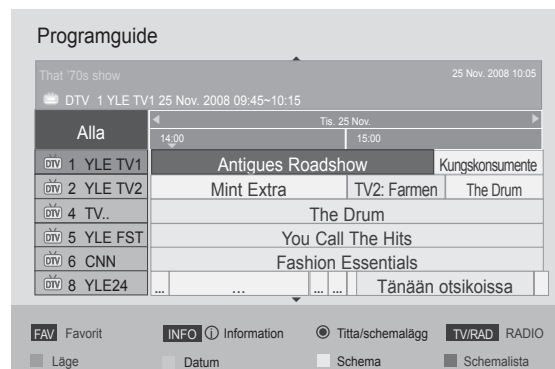 Programguide
That '70s show 25 Nov. 2008 10:05
DTV 1 YLE TV1 25 Nov. 2008 09:45~10:15
Alla
Tis. 25 Nov.
14:00 15:00
DTV 1 YLE TV1 Antigues Roadshow Kungskonsumente
DTV 2 YLE TV2 Mint Extra TV2: Farmen The Drum
DTV 4 TV.. The Drum
DTV 5 YLE FST You Call The Hits
DTV 6 CNN Fashion Essentials
DTV 8 YLE24 ... ... ... ... Tänään otsikoissa
FAV Favorit INFO i Information Titta/schemalägg TV/RAD RADIO
Läge Datum Schema Schemalista